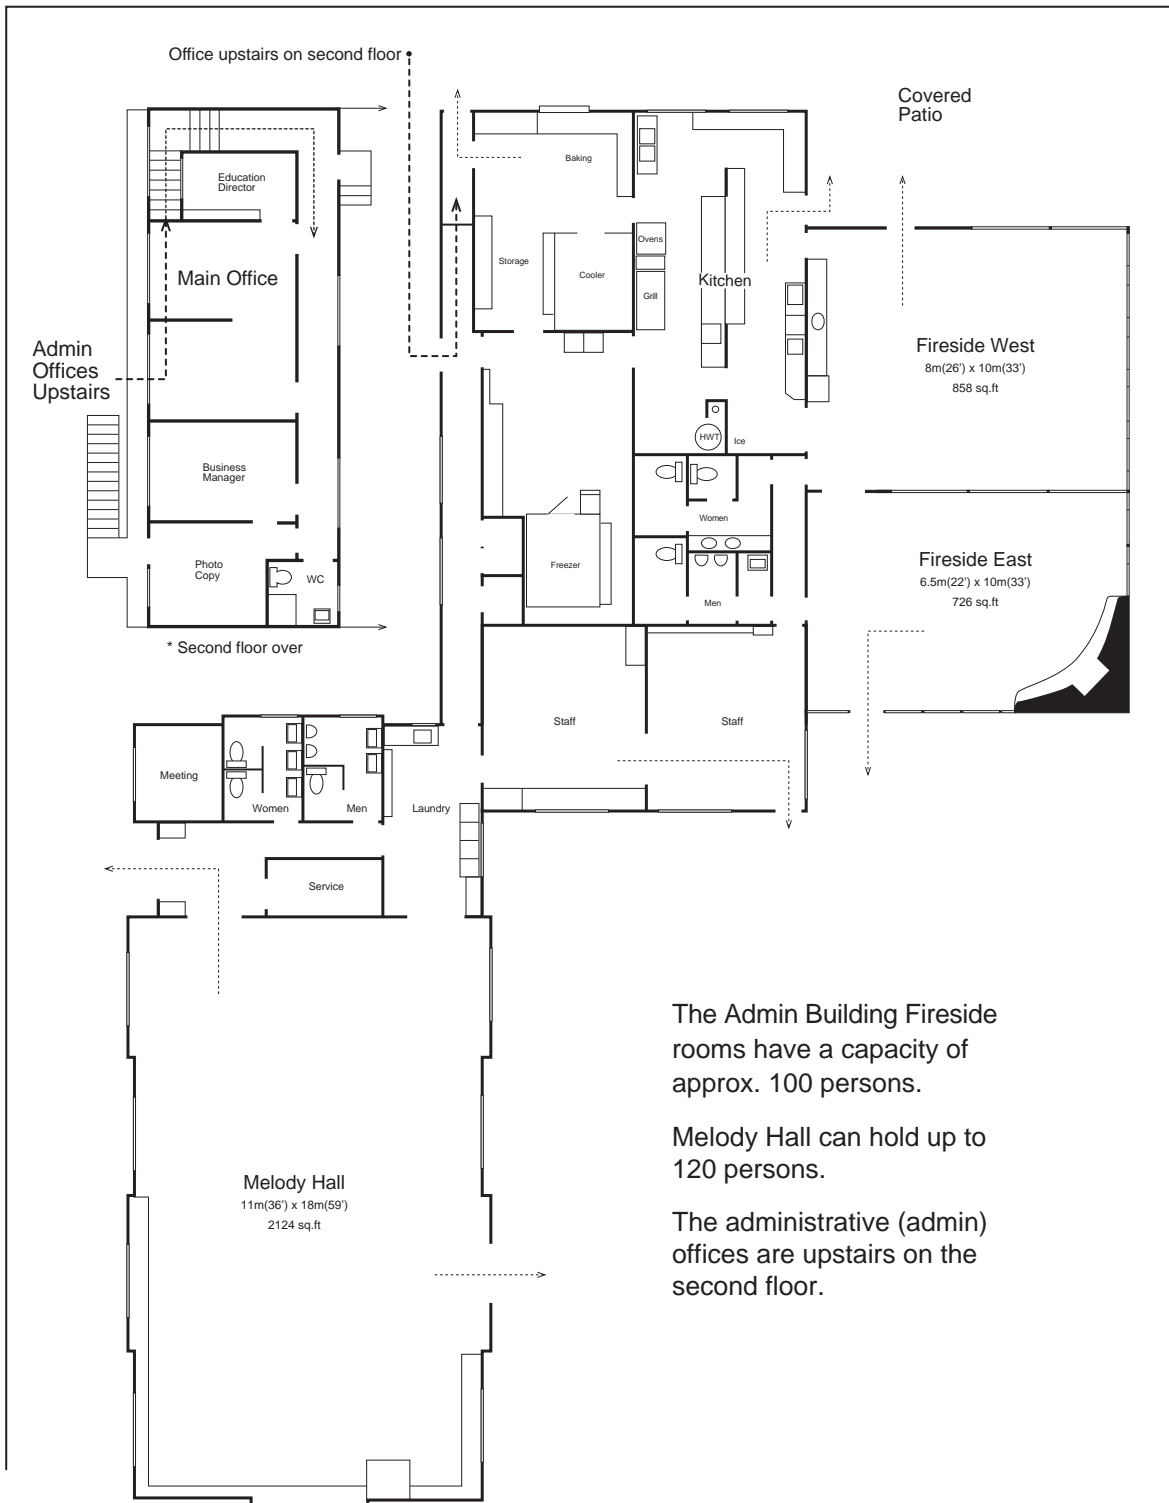 Office upstairs on second floor
Covered
Patio
Education
Director
Baking
Ovens
Main Office
Storage
Cooler
Kitchen
Grill
Admin
Offices
Upstairs
Fireside West
8m(26’) x 10m(33’)
858 sq.ft
HWT
Ice
Business
Manager
Women
Photo
Copy
WC
Freezer
Men
Fireside East
6.5m(22’) x 10m(33’)
726 sq.ft
* Second floor over
Staff
Staff
Meeting
Women
Men
Laundry
Service
The Admin Building Fireside
rooms have a capacity of
approx. 100 persons.
Melody Hall can hold up to
120 persons.
The administrative (admin)
offices are upstairs on the
second floor.
Melody Hall
11m(36’) x 18m(59’)
2124 sq.ft